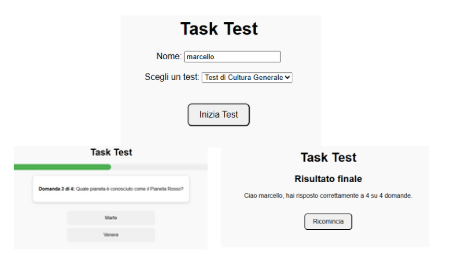 Task Test
Nome: marcello
Scegli un test: Test di Cultura Generale
Inizia Test
Task Test
Domanda 3 di 4: Quale pianeta è conosciuto come il Pianeta Rosso?
Marte
Venere
Task Test
Risultato finale
Ciao marcello, hai risposto correttamente a 4 su 4 domande.
Ricomincia